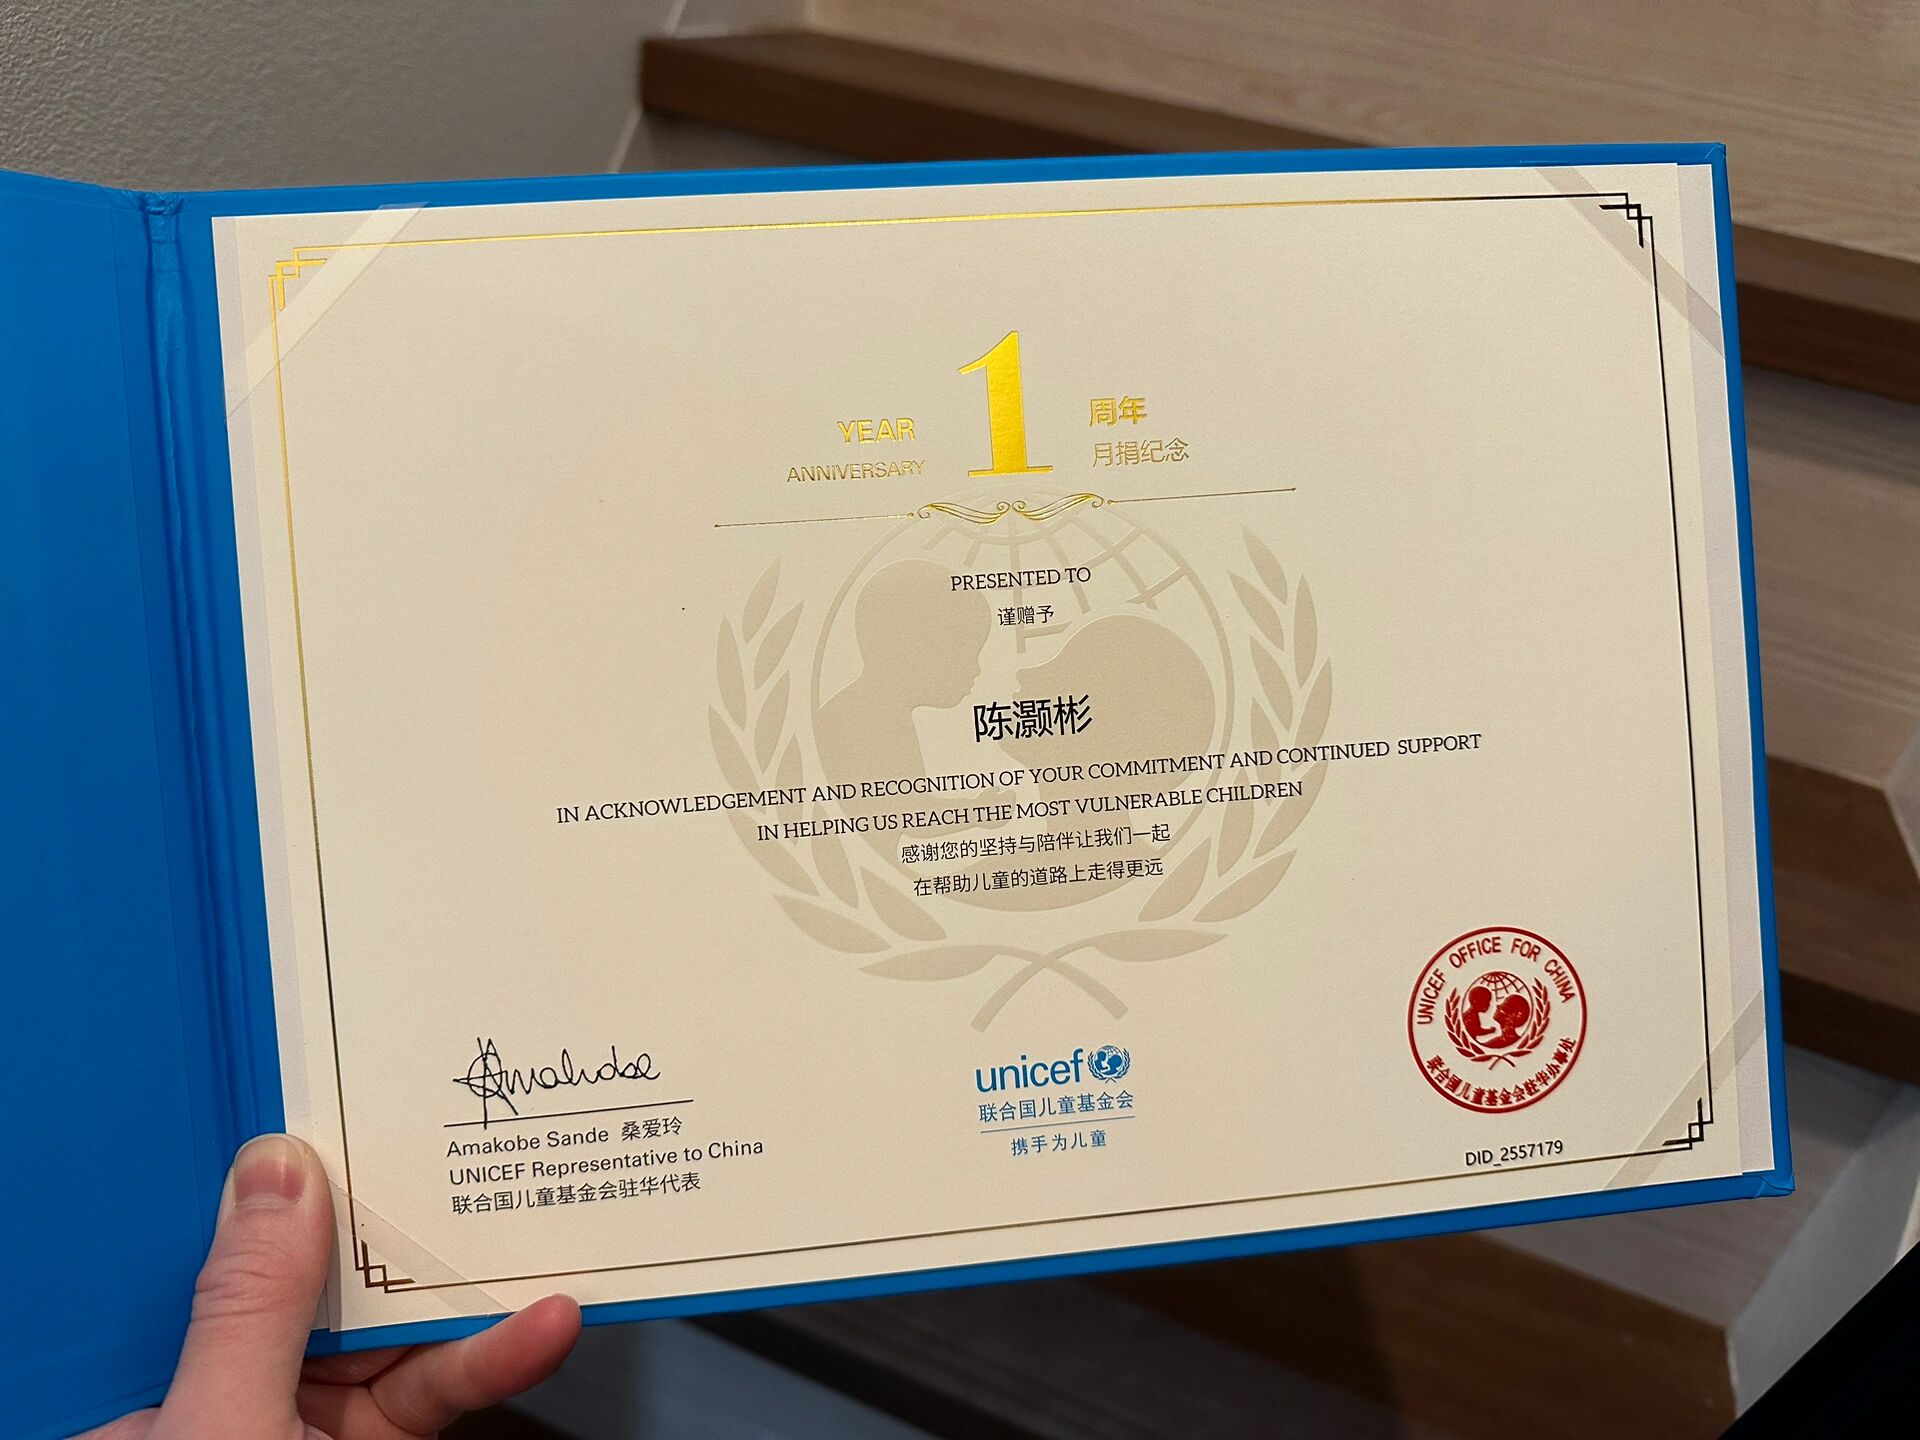 YEAR 1 周年
ANNIVERSARY 月捐纪念
PRESENTED TO
谨赠予
陈灏彬
IN ACKNOWLEDGEMENT AND RECOGNITION OF YOUR COMMITMENT AND CONTINUED SUPPORT
IN HELPING US REACH THE MOST VULNERABLE CHILDREN
感谢您的坚持与陪伴让我们一起
在帮助儿童的道路上走得更远
Amakobe
Amakobe Sande 桑爱玲
UNICEF Representative to China
联合国儿童基金会驻华代表
unicef
联合国儿童基金会
携手为儿童
UNICEF OFFICE FOR CHINA
联合国儿童基金会驻华办事处
DID_2557179